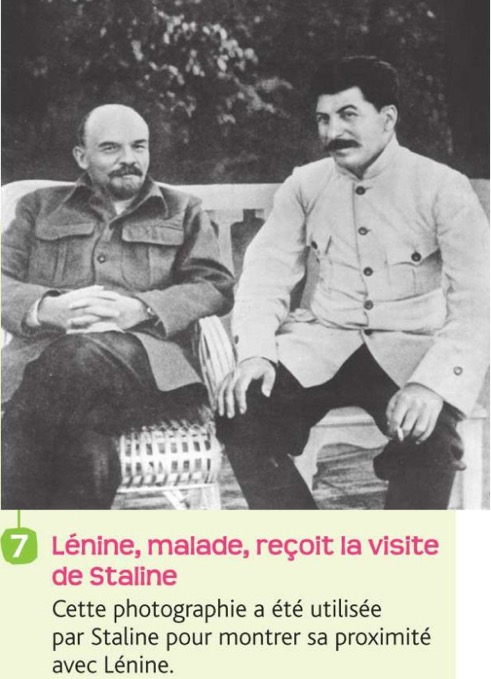 7 Lénine, malade, reçoit la visite
de Staline
Cette photographie a été utilisée
par Staline pour montrer sa proximité
avec Lénine.